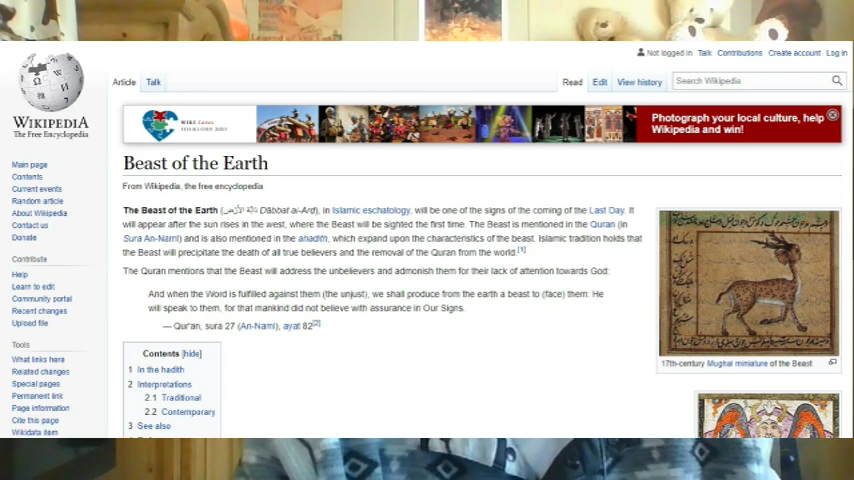 Not logged in Talk Contributions Create account Log in
Article Talk
Read Edit View history Search Wikipedia
WIKIPEDIA
The Free Encyclopedia
WIKI Loves
FOLKLORE
Photograph your local culture, help
Wikipedia and win!
Main page
Contents
Current events
Random article
About Wikipedia
Contact us
Donate
Contribute
Help
Learn to edit
Community portal
Recent changes
Upload file
Tools
What links here
Related changes
Special pages
Permanent link
Page information
Cite this page
Wikidata item
Beast of the Earth
From Wikipedia, the free encyclopedia
The Beast of the Earth (دَابَّة الْأَرْض Dābbat al-Arḍ), in Islamic eschatology, will be one of the signs of the coming of the Last Day. It
will appear after the sun rises in the west, where the Beast will be sighted the first time. The Beast is mentioned in the Quran (in
Sura An-Naml) and is also mentioned in the ahadith, which expand upon the characteristics of the beast. Islamic tradition holds that
the Beast will precipitate the death of all true believers and the removal of the Quran from the world.[1]
The Quran mentions that the Beast will address the unbelievers and admonish them for their lack of attention towards God:
And when the Word is fulfilled against them (the unjust), we shall produce from the earth a beast to (face) them: He
will speak to them, for that mankind did not believe with assurance in Our Signs.
— Qur'an, sura 27 (An-Naml), ayat 82[2]
Contents [hide]
1 In the hadith
2 Interpretations
2.1 Traditional
2.2 Contemporary
3 See also
17th-century Mughal miniature of the Beast